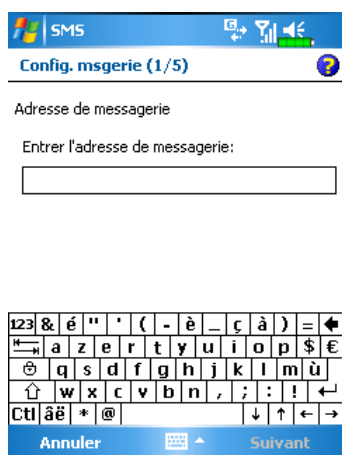 SMS
Config. msgerie (1/5)
Adresse de messagerie
Entrer l'adresse de messagerie:
123 & é " ' ( - è _ ç à ) =
a z e r t y u i o p $ €
q s d f g h j k l m ù
w x c v b n , ; : !
Ctl âë * @
Annuler Suivant